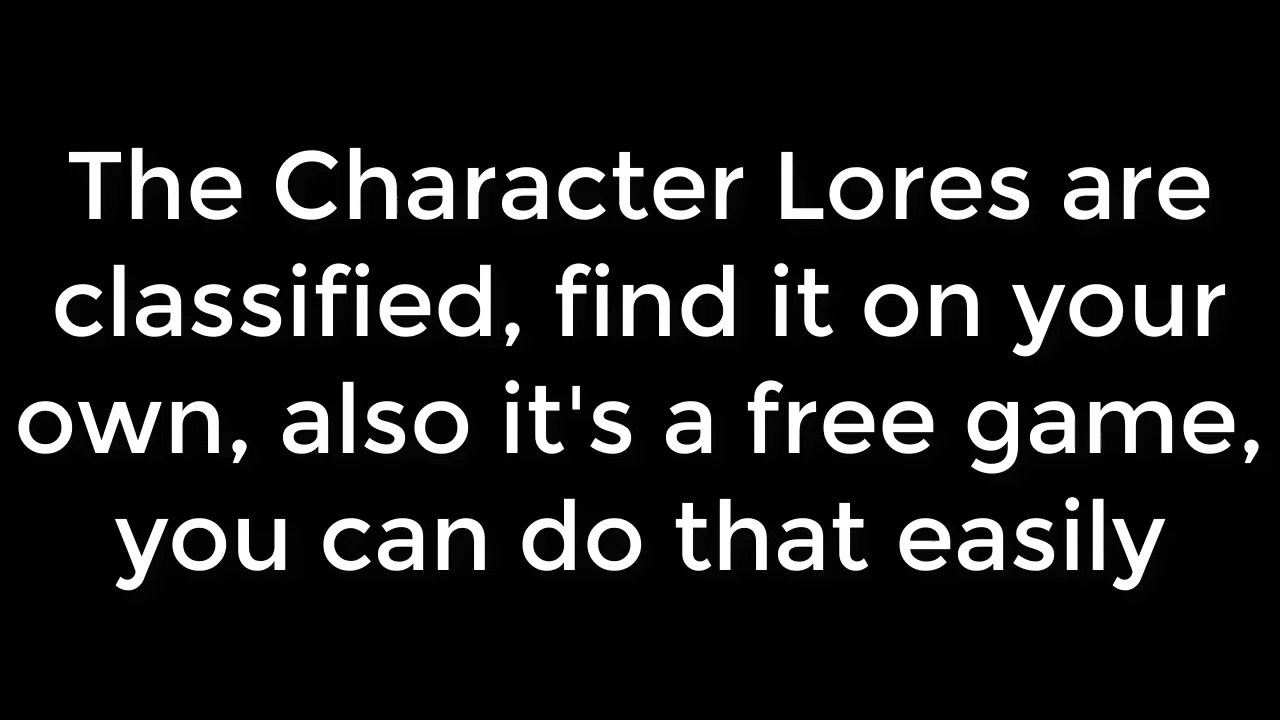 The Character Lores are
classified, find it on your
own, also it's a free game,
you can do that easily